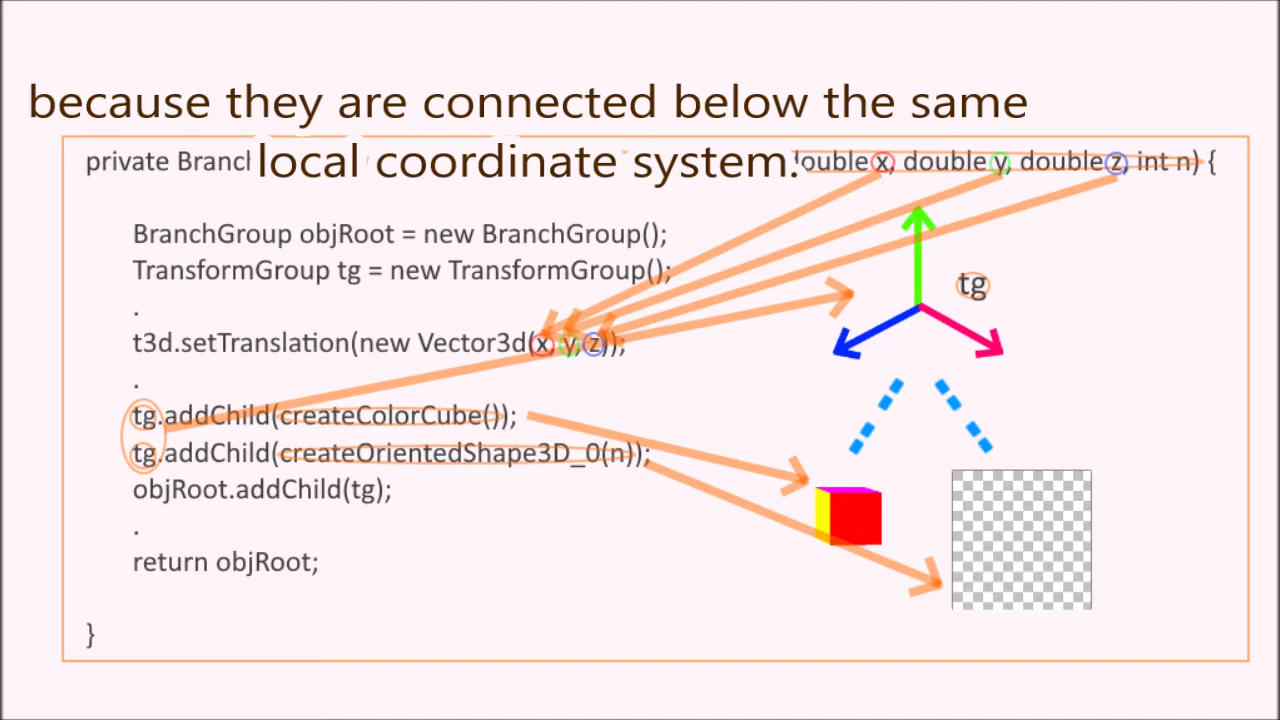 because they are connected below the same
local coordinate system.
private double x, double y, double z, int n) {
BranchGroup objRoot = new BranchGroup();
TransformGroup tg = new TransformGroup();
.
t3d.setTranslation(new Vector3d(x, y, z));
.
tg.addChild(createColorCube());
tg.addChild(createOrientedShape3D_0(n));
objRoot.addChild(tg);
.
return objRoot;
}
tg